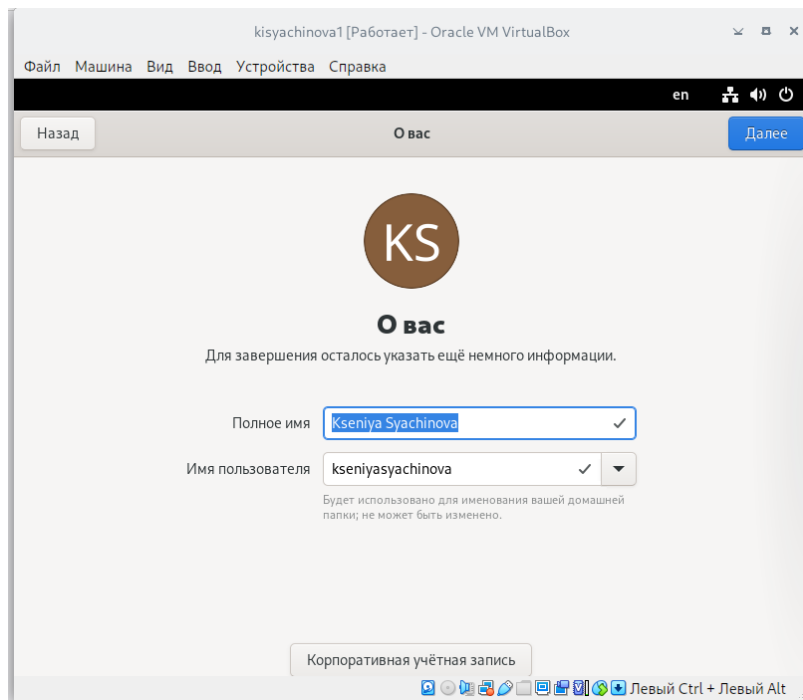 kisyachinova1 [Работает] - Oracle VM VirtualBox
Файл Машина Вид Ввод Устройства Справка
en
Назад О вас Далее
KS
О вас
Для завершения осталось указать ещё немного информации.
Полное имя Kseniya Syachinova
Имя пользователя kseniyasyachinova
Будет использовано для именования вашей домашней
папки; не может быть изменено.
Корпоративная учётная запись
Левый Ctrl + Левый Alt